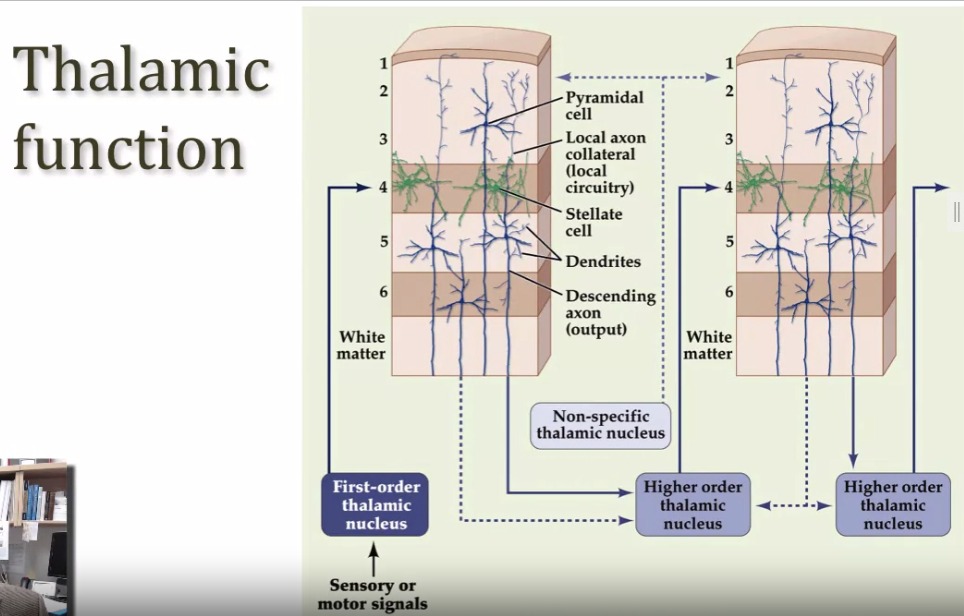 Thalamic
function
1
2
3
4
5
6
White
matter
Pyramidal
cell
Local axon
collateral
(local
circuitry)
Stellate
cell
Dendrites
Descending
axon
(output)
1
2
3
4
5
6
White
matter
Non-specific
thalamic nucleus
First-order
thalamic
nucleus
Higher order
thalamic
nucleus
Higher order
thalamic
nucleus
Sensory or
motor signals